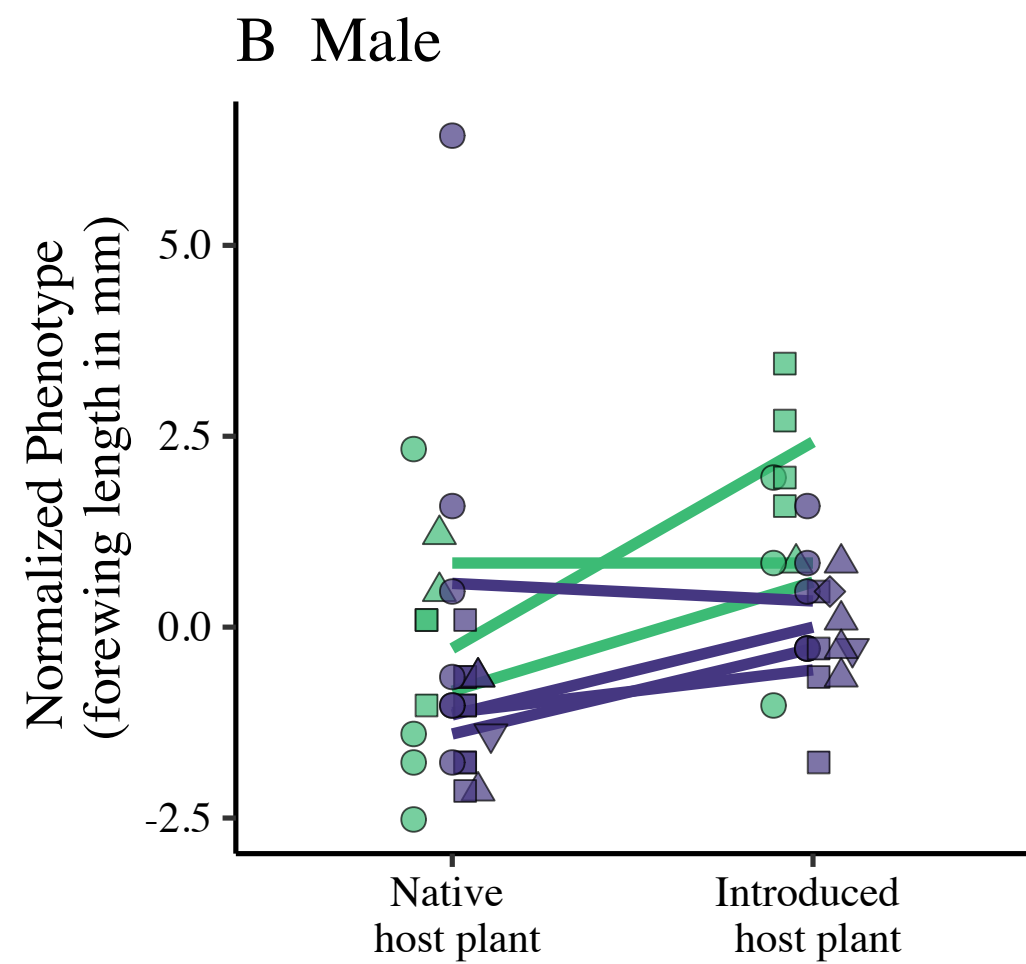 B Male
Normalized Phenotype
(forewing length in mm)
5.0
2.5
0.0
-2.5
Native
host plant
Introduced
host plant